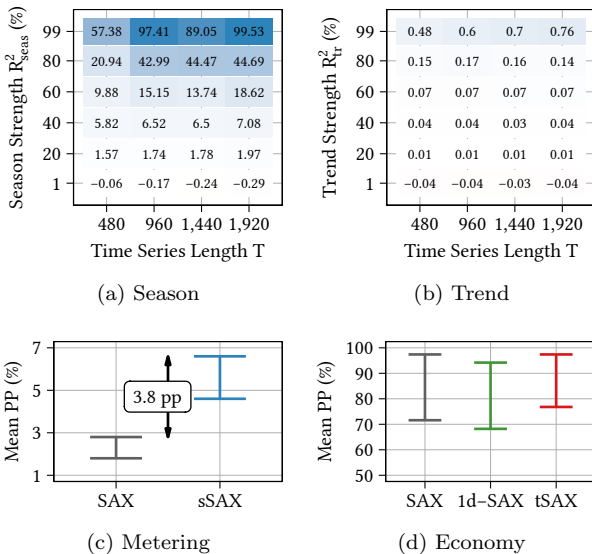 Season Strength R²seas (%)
99 57.38 97.41 89.05 99.53
80 20.94 42.99 44.47 44.69
60 9.88 15.15 13.74 18.62
40 5.82 6.52 6.5 7.08
20 1.57 1.74 1.78 1.97
1 −0.06 −0.17 −0.24 −0.29
480 960 1,440 1,920
Time Series Length T
(a) Season
Trend Strength R²tr (%)
99 0.48 0.6 0.7 0.76
80 0.15 0.17 0.16 0.14
60 0.07 0.07 0.07 0.07
40 0.04 0.04 0.03 0.04
20 0.01 0.01 0.01 0.01
1 −0.04 −0.04 −0.03 −0.04
480 960 1,440 1,920
Time Series Length T
(b) Trend
Mean PP (%)
7
5
3
1
3.8 pp
SAX sSAX
(c) Metering
Mean PP (%)
100
90
80
70
60
50
SAX 1d–SAX tSAX
(d) Economy